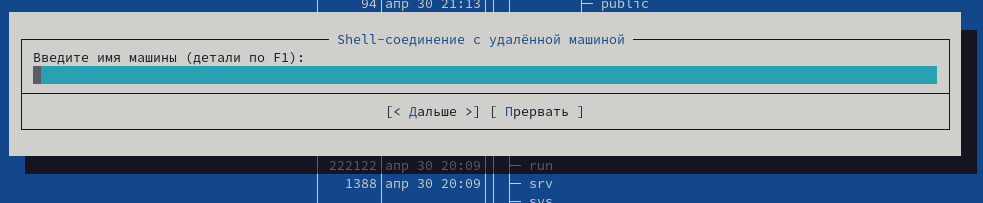 94 апр 30 21:13 public
Shell-соединение с удалённой машиной
Введите имя машины (детали по F1):
[< Дальше >] [ Прервать ]
222122 апр 30 20:09 run
1388 апр 30 20:09 srv
sys